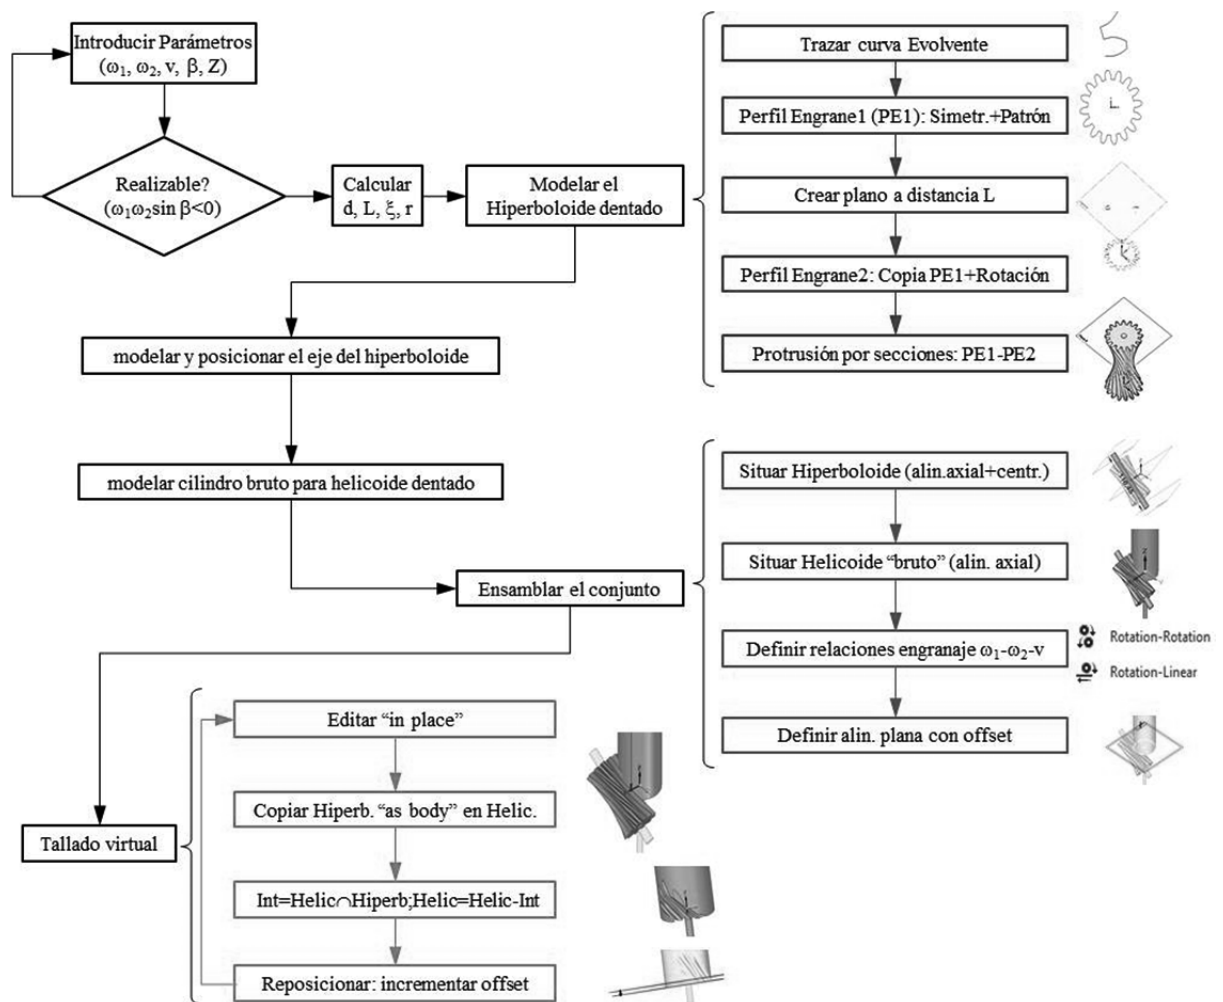 Introducir Parámetros
(ω₁, ω₂, v, β, Z)
Realizable?
(ω₁ω₂sin β<0)
Calcular
d, L, ξ, r
Modelar el
Hiperboloide dentado
Trazar curva Evolvente
Perfil Engrane1 (PE1): Simetr.+Patrón
Crear plano a distancia L
Perfil Engrane2: Copia PE1+Rotación
Protrusión por secciones: PE1-PE2
modelar y posicionar el eje del hiperboloide
modelar cilindro bruto para helicoide dentado
Ensamblar el conjunto
Situar Hiperboloide (alin.axial+centr.)
Situar Helicoide “bruto” (alin. axial)
Definir relaciones engranaje ω₁-ω₂-v
Rotation-Rotation
Rotation-Linear
Definir alin. plana con offset
Tallado virtual
Editar “in place”
Copiar Hiperb. “as body” en Helic.
Int=Helic∩Hiperb;Helic=Helic-Int
Reposicionar: incrementar offset